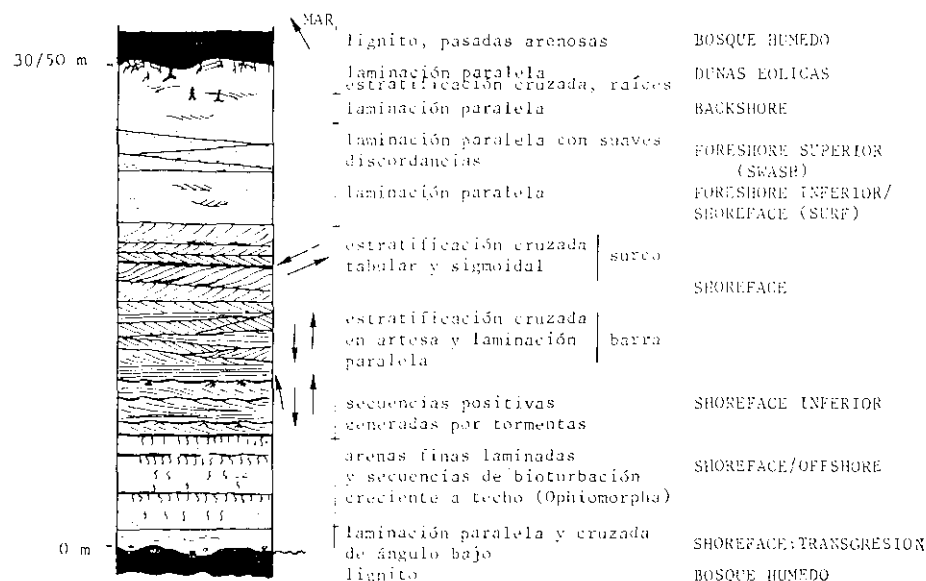 MAR
lignito, pasadas arenosas BOSQUE HUMEDO
30/50 m
laminación paralela DUNAS EOLICAS
estratificación cruzada, raíces
laminación paralela BACKSHORE
laminación paralela con suaves
discordancias
FORESHORE SUPERIOR
(SWASH)
laminación paralela
FORESHORE INFERIOR/
SHOREFACE (SURF)
estratificación cruzada
tabular y sigmoidal
surco
SHOREFACE
estratificación cruzada
en artesa y laminación
paralela
barra
secuencias positivas
generadas por tormentas
SHOREFACE INFERIOR
arenas finas laminadas
y secuencias de bioturbación
creciente a techo (Ophiomorpha)
SHOREFACE/OFFSHORE
laminación paralela y cruzada
de ángulo bajo
SHOREFACE:TRANSGRESION
0 m
lignito BOSQUE HUMEDO